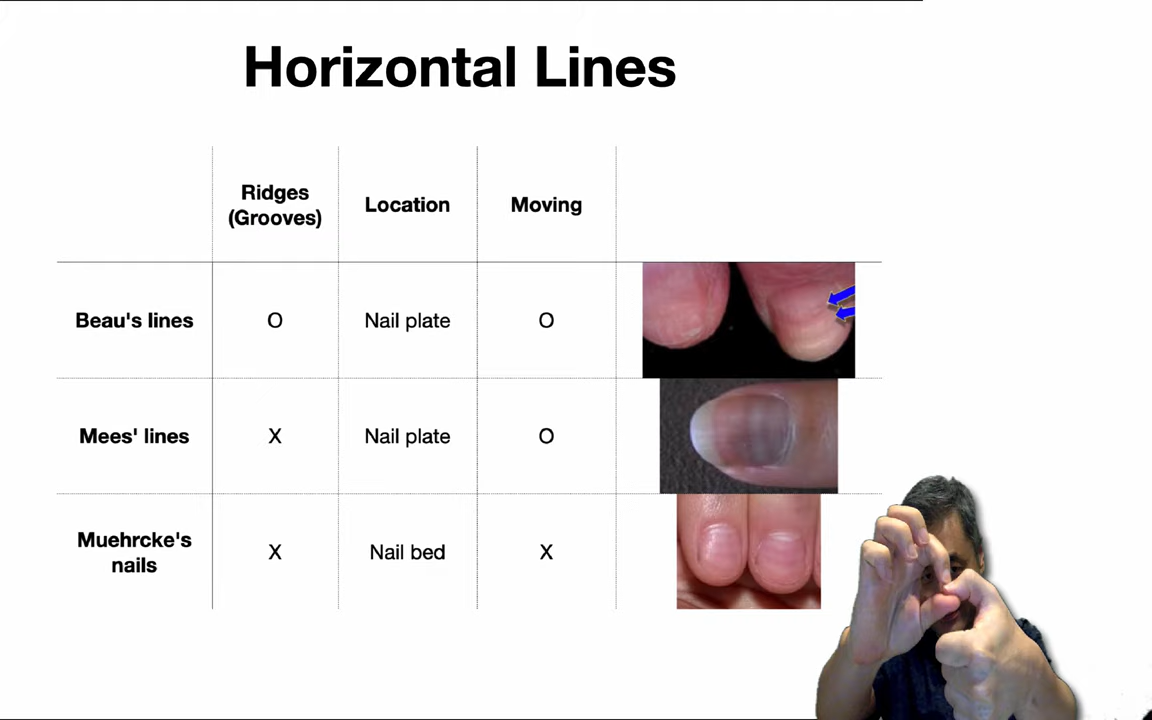 Horizontal Lines
Ridges
(Grooves)
Location
Moving
Beau's lines
O
Nail plate
O
Mees' lines
X
Nail plate
O
Muehrcke's
nails
X
Nail bed
X